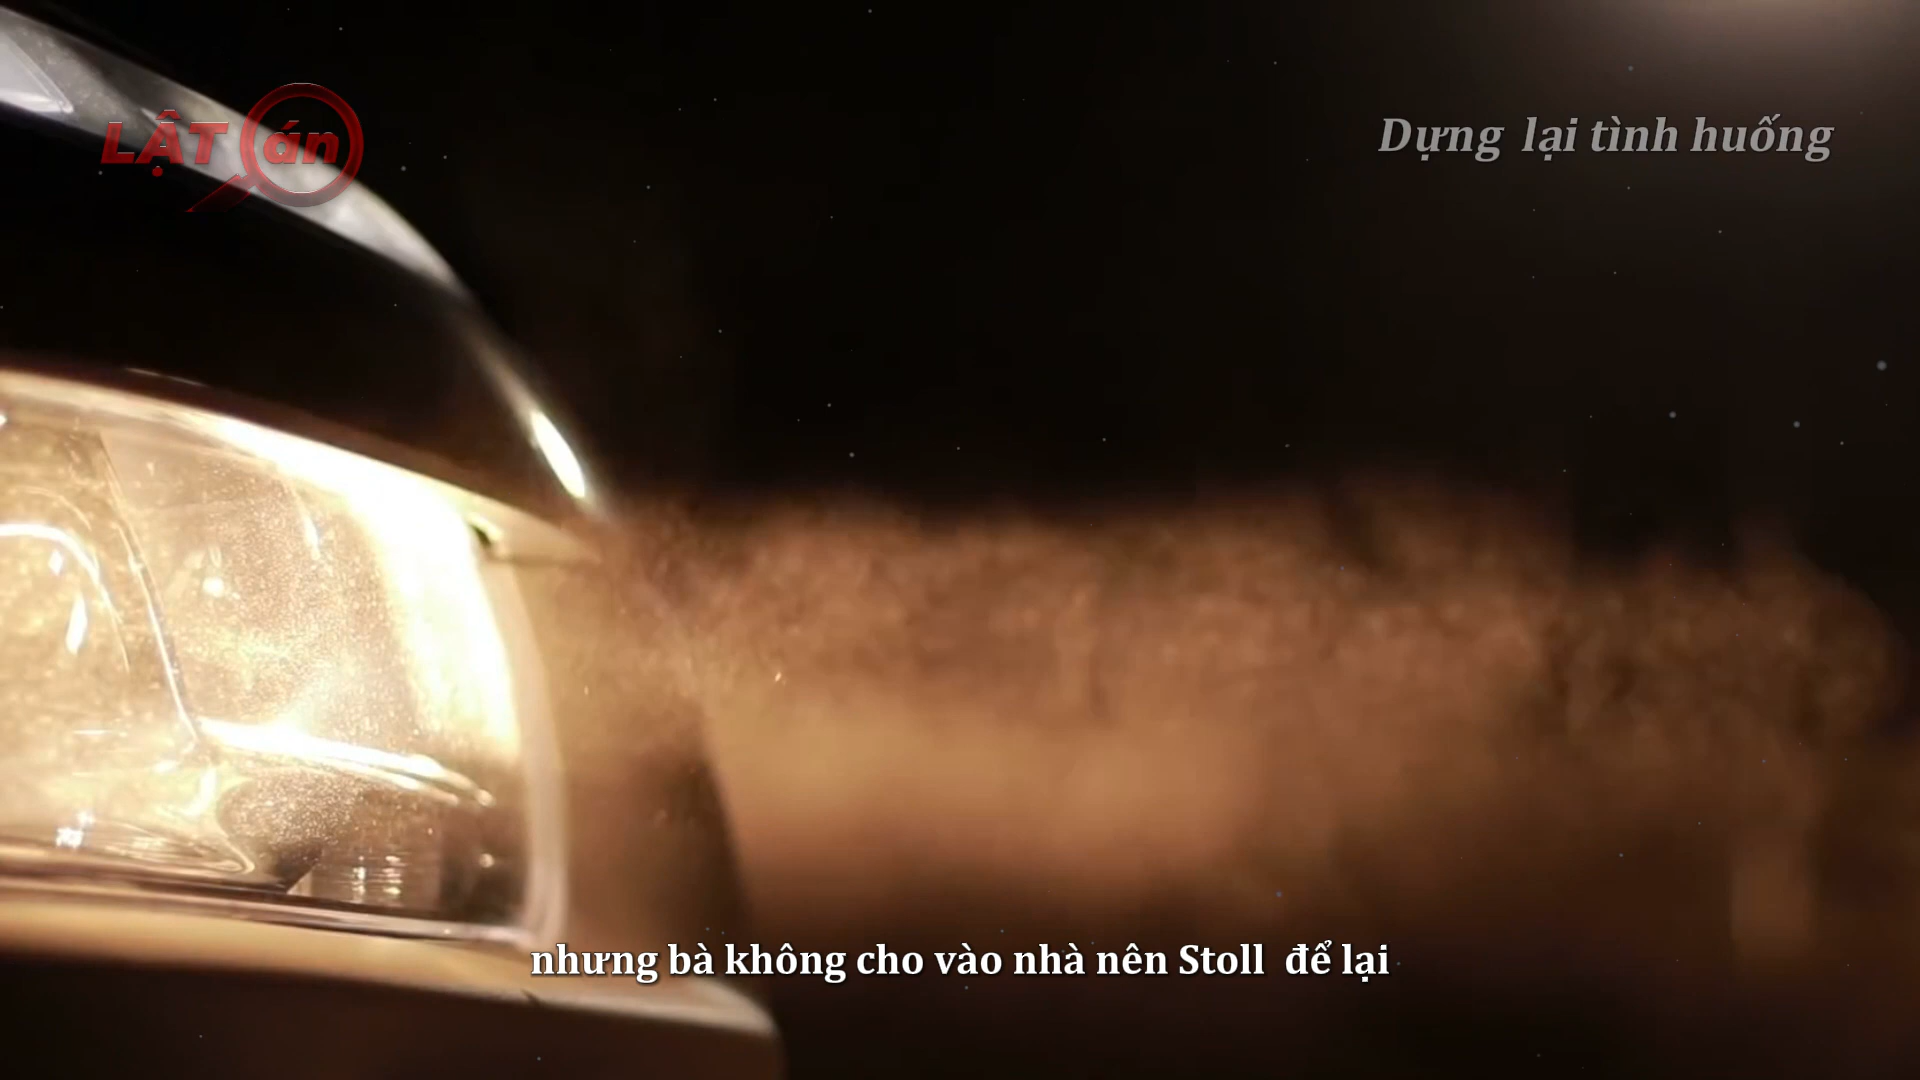 LẬT án
Dựng lại tình huống
nhưng bà không cho vào nhà nên Stoll để lại